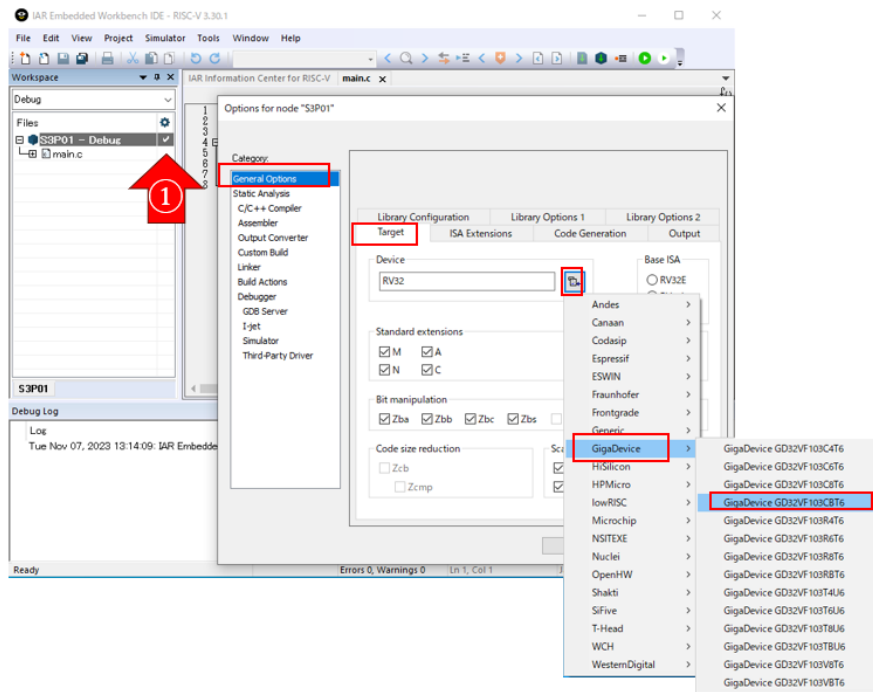 IAR Embedded Workbench IDE - RISC-V 3.30.1
File Edit View Project Simulator Tools Window Help
Workspace
IAR Information Center for RISC-V main.c x
Debug
Files
S3P01 - Debug
main.c
1
2
3
4
5
6
7
8
①
S3P01
Options for node "S3P01"
Category:
General Options
Static Analysis
C/C++ Compiler
Assembler
Output Converter
Custom Build
Linker
Build Actions
Debugger
GDB Server
I-jet
Simulator
Third-Party Driver
Library Configuration Library Options 1 Library Options 2
Target ISA Extensions Code Generation Output
Device
RV32
Base ISA
RV32E
Standard extensions
M A
N C
Bit manipulation
Zba Zbb Zbc Zbs
Code size reduction
Zcb
Zcmp
Andes
Canaan
Codasip
Espressif
ESWIN
Fraunhofer
Frontgrade
Generic
GigaDevice
HiSilicon
HPMicro
lowRISC
Microchip
NSITEXE
Nuclei
OpenHW
Shakti
SiFive
T-Head
WCH
WesternDigital
GigaDevice GD32VF103C4T6
GigaDevice GD32VF103C6T6
GigaDevice GD32VF103C8T6
GigaDevice GD32VF103CBT6
GigaDevice GD32VF103R4T6
GigaDevice GD32VF103R6T6
GigaDevice GD32VF103R8T6
GigaDevice GD32VF103RBT6
GigaDevice GD32VF103T4U6
GigaDevice GD32VF103T6U6
GigaDevice GD32VF103T8U6
GigaDevice GD32VF103TBU6
GigaDevice GD32VF103V8T6
GigaDevice GD32VF103VBT6
Debug Log
Log
Tue Nov 07, 2023 13:14:09: IAR Embedde
Ready Errors 0, Warnings 0 Ln 1, Col 1